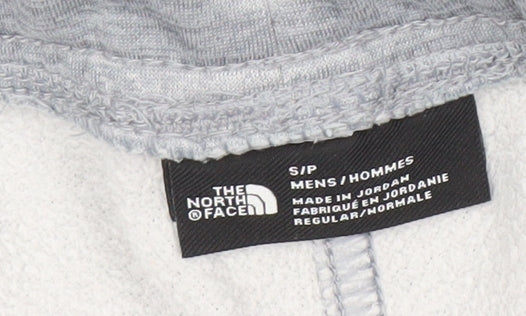 THE
NORTH
® FACE
S/P
MENS/HOMMES
MADE IN JORDAN
FABRIQUÉ EN JORDANIE
REGULAR/NORMALE